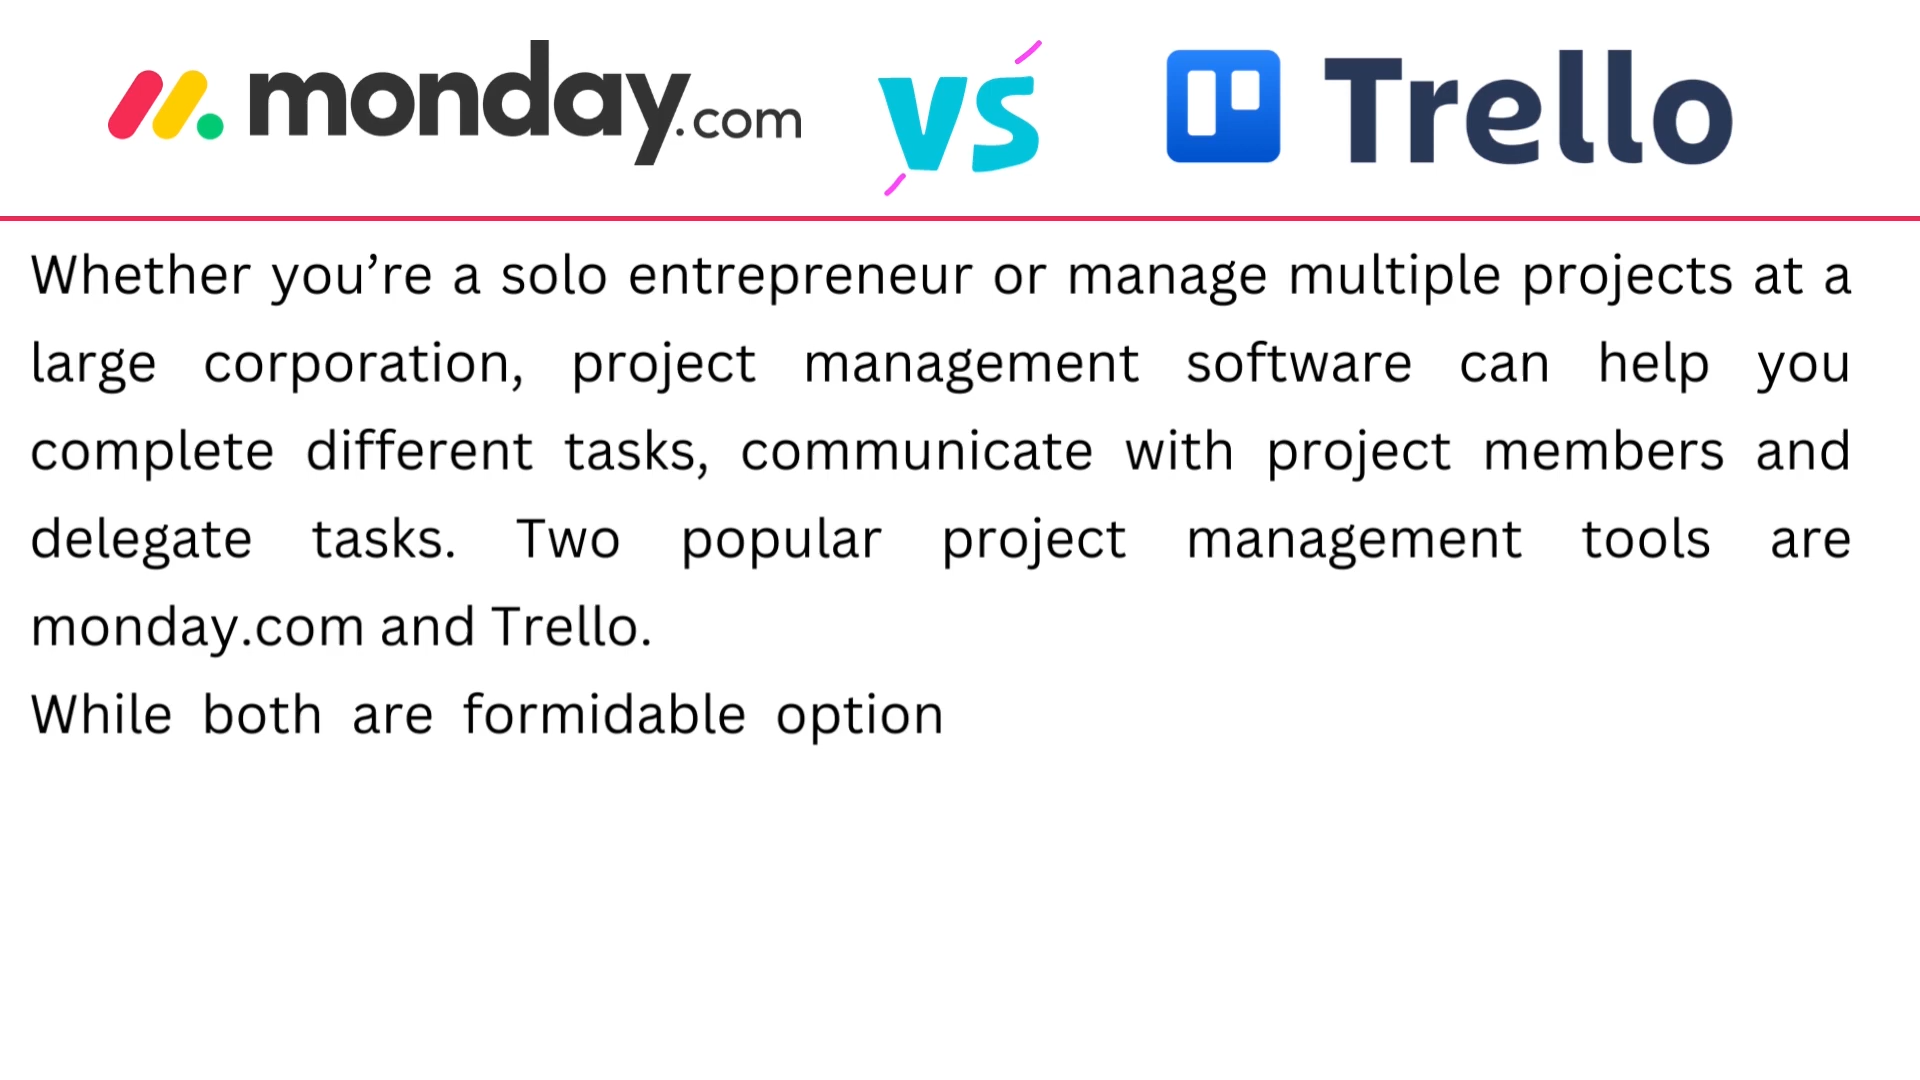 monday.com vs Trello
Whether you’re a solo entrepreneur or manage multiple projects at a
large corporation, project management software can help you
complete different tasks, communicate with project members and
delegate tasks. Two popular project management tools are
monday.com and Trello.
While both are formidable option